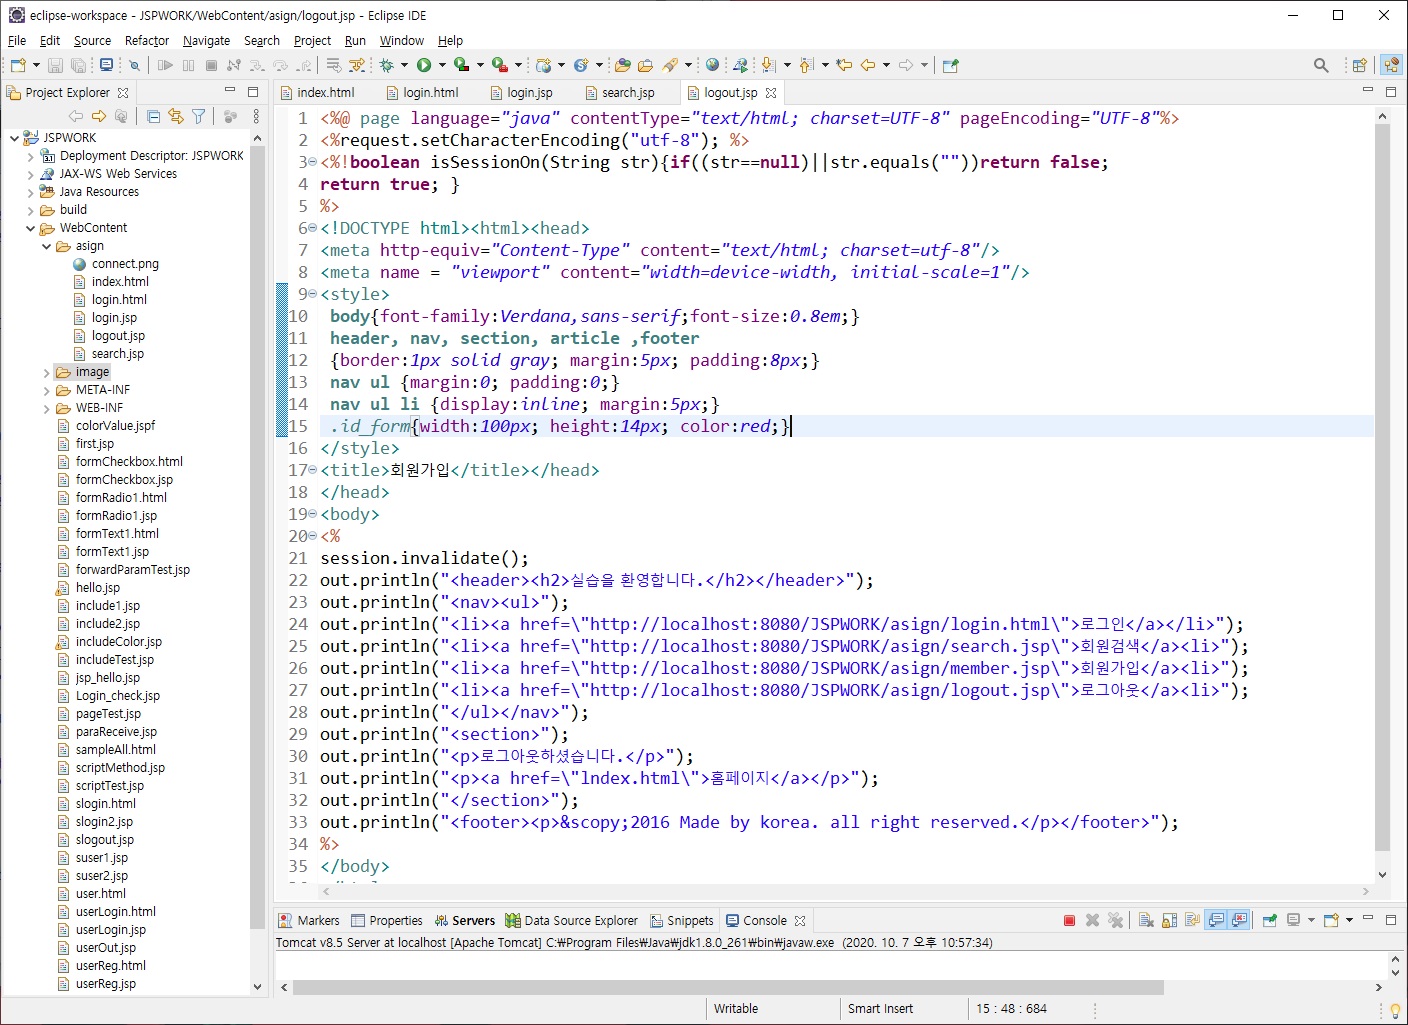 eclipse-workspace - JSPWORK/WebContent/asign/logout.jsp - Eclipse IDE
File Edit Source Refactor Navigate Search Project Run Window Help
Project Explorer
JSPWORK
Deployment Descriptor: JSPWORK
JAX-WS Web Services
Java Resources
build
WebContent
asign
connect.png
index.html
login.html
login.jsp
logout.jsp
search.jsp
image
META-INF
WEB-INF
colorValue.jspf
first.jsp
formCheckbox.html
formCheckbox.jsp
formRadio1.html
formRadio1.jsp
formText1.html
formText1.jsp
forwardParamTest.jsp
hello.jsp
include1.jsp
include2.jsp
includeColor.jsp
includeTest.jsp
jsp_hello.jsp
Login_check.jsp
pageTest.jsp
paraReceive.jsp
sampleAll.html
scriptMethod.jsp
scriptTest.jsp
slogin.html
slogin2.jsp
slogout.jsp
suser1.jsp
suser2.jsp
user.html
userLogin.html
userLogin.jsp
userOut.jsp
userReg.html
userReg.jsp
index.html login.html login.jsp search.jsp logout.jsp
1 <%@ page language="java" contentType="text/html; charset=UTF-8" pageEncoding="UTF-8"%>
2 <%request.setCharacterEncoding("utf-8"); %>
3 <%!boolean isSessionOn(String str){if((str==null)||str.equals(""))return false;
4 return true; }
5 %>
6 <!DOCTYPE html><html><head>
7 <meta http-equiv="Content-Type" content="text/html; charset=utf-8"/>
8 <meta name = "viewport" content="width=device-width, initial-scale=1"/>
9 <style>
10 body{font-family:Verdana,sans-serif;font-size:0.8em;}
11 header, nav, section, article ,footer
12 {border:1px solid gray; margin:5px; padding:8px;}
13 nav ul {margin:0; padding:0;}
14 nav ul li {display:inline; margin:5px;}
15 .id_form{width:100px; height:14px; color:red;}
16 </style>
17 <title>회원가입</title></head>
18 </head>
19 <body>
20 <%
21 session.invalidate();
22 out.println("<header><h2>실습을 환영합니다.</h2></header>");
23 out.println("<nav><ul>");
24 out.println("<li><a href=\"http://localhost:8080/JSPWORK/asign/login.html\">로그인</a></li>");
25 out.println("<li><a href=\"http://localhost:8080/JSPWORK/asign/search.jsp\">회원검색</a><li>");
26 out.println("<li><a href=\"http://localhost:8080/JSPWORK/asign/member.jsp\">회원가입</a><li>");
27 out.println("<li><a href=\"http://localhost:8080/JSPWORK/asign/logout.jsp\">로그아웃</a><li>");
28 out.println("</ul></nav>");
29 out.println("<section>");
30 out.println("<p>로그아웃하셨습니다.</p>");
31 out.println("<p><a href=\"lndex.html\">홈페이지</a></p>");
32 out.println("</section>");
33 out.println("<footer><p>&scopy;2016 Made by korea. all right reserved.</p></footer>");
34 %>
35 </body>
Markers Properties Servers Data Source Explorer Snippets Console
Tomcat v8.5 Server at localhost [Apache Tomcat] C:₩Program Files₩Java₩jdk1.8.0_261₩bin₩javaw.exe (2020. 10. 7 오후 10:57:34)
Writable Smart Insert 15 : 48 : 684